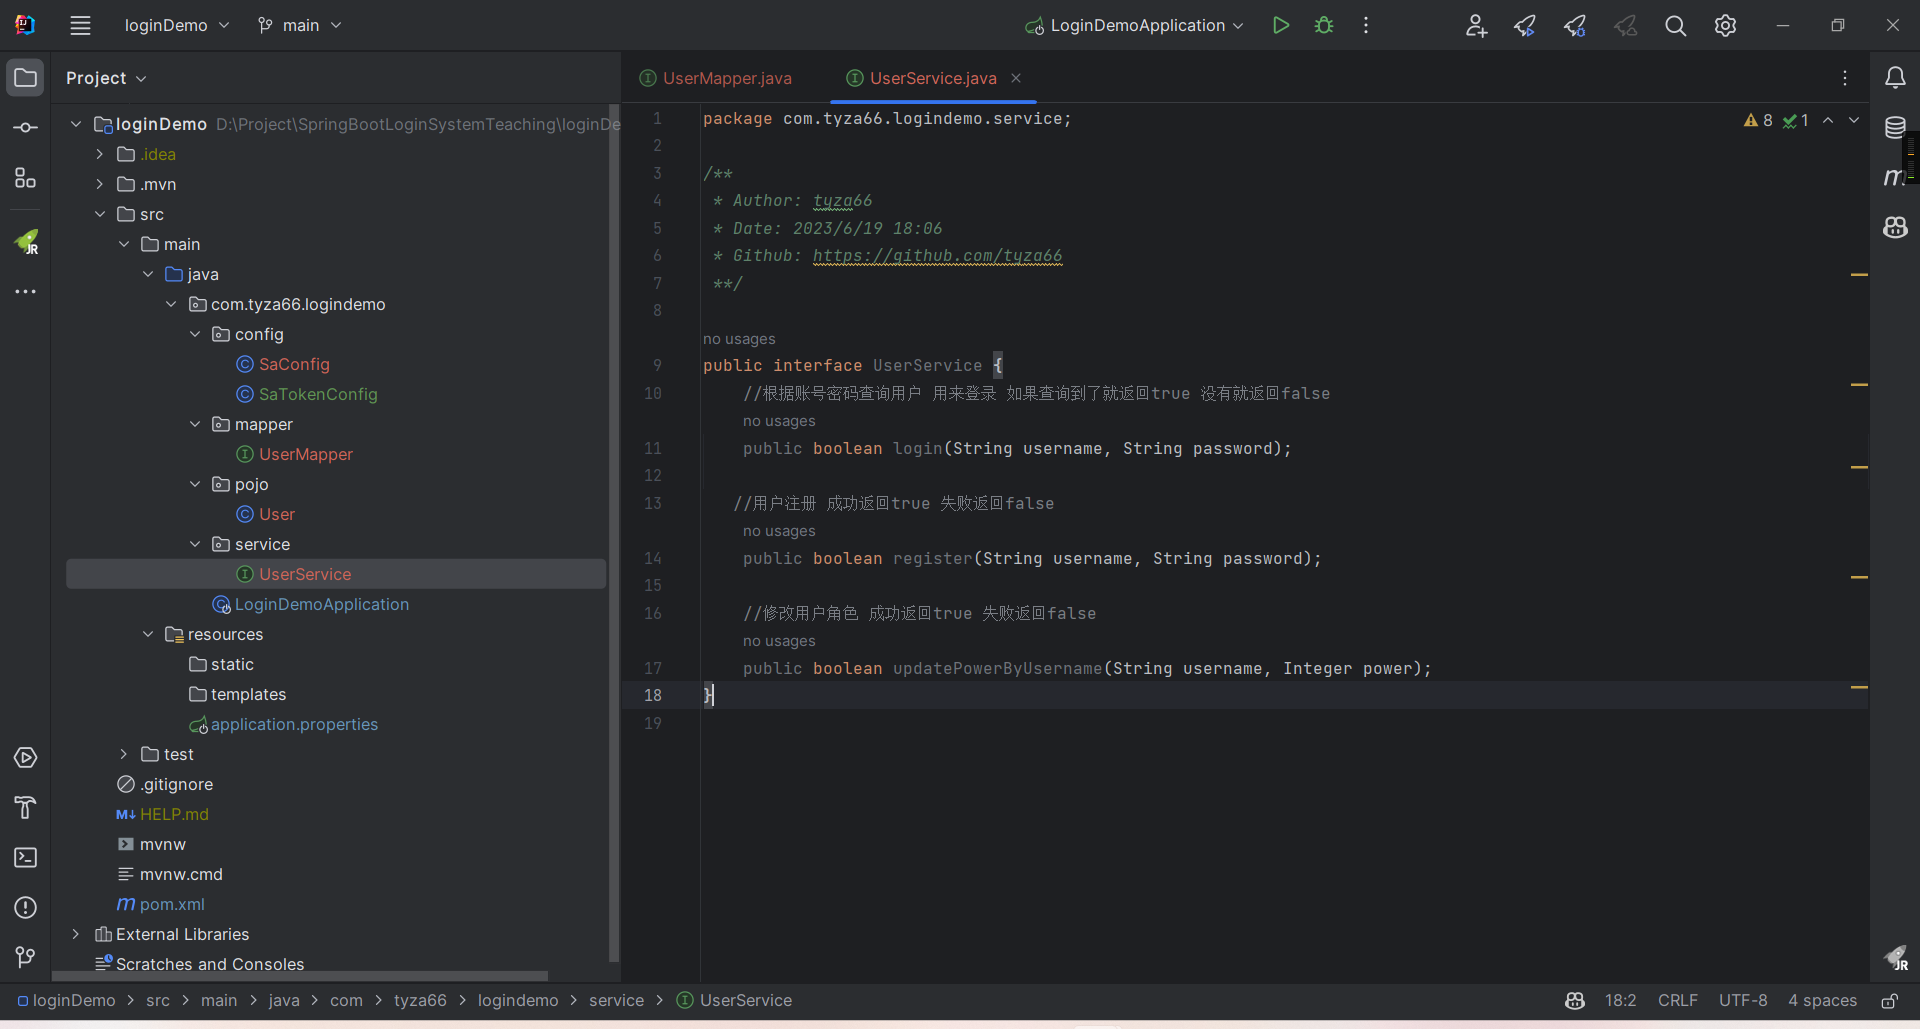 loginDemo main LoginDemoApplication
Project
UserMapper.java UserService.java
loginDemo D:\Project\SpringBootLoginSystemTeaching\loginDe
.idea
.mvn
src
main
java
com.tyza66.logindemo
config
SaConfig
SaTokenConfig
mapper
UserMapper
pojo
User
service
UserService
LoginDemoApplication
resources
static
templates
application.properties
test
.gitignore
HELP.md
mvnw
mvnw.cmd
pom.xml
External Libraries
Scratches and Consoles
8 1
1 package com.tyza66.logindemo.service;
2
3 /**
4 * Author: tyza66
5 * Date: 2023/6/19 18:06
6 * Github: https://github.com/tyza66
7 **/
8
no usages
9 public interface UserService {
10 //根据账号密码查询用户 用来登录 如果查询到了就返回true 没有就返回false
no usages
11 public boolean login(String username, String password);
12
13 //用户注册 成功返回true 失败返回false
no usages
14 public boolean register(String username, String password);
15
16 //修改用户角色 成功返回true 失败返回false
no usages
17 public boolean updatePowerByUsername(String username, Integer power);
18 }
19
loginDemo > src > main > java > com > tyza66 > logindemo > service > UserService
18:2 CRLF UTF-8 4 spaces